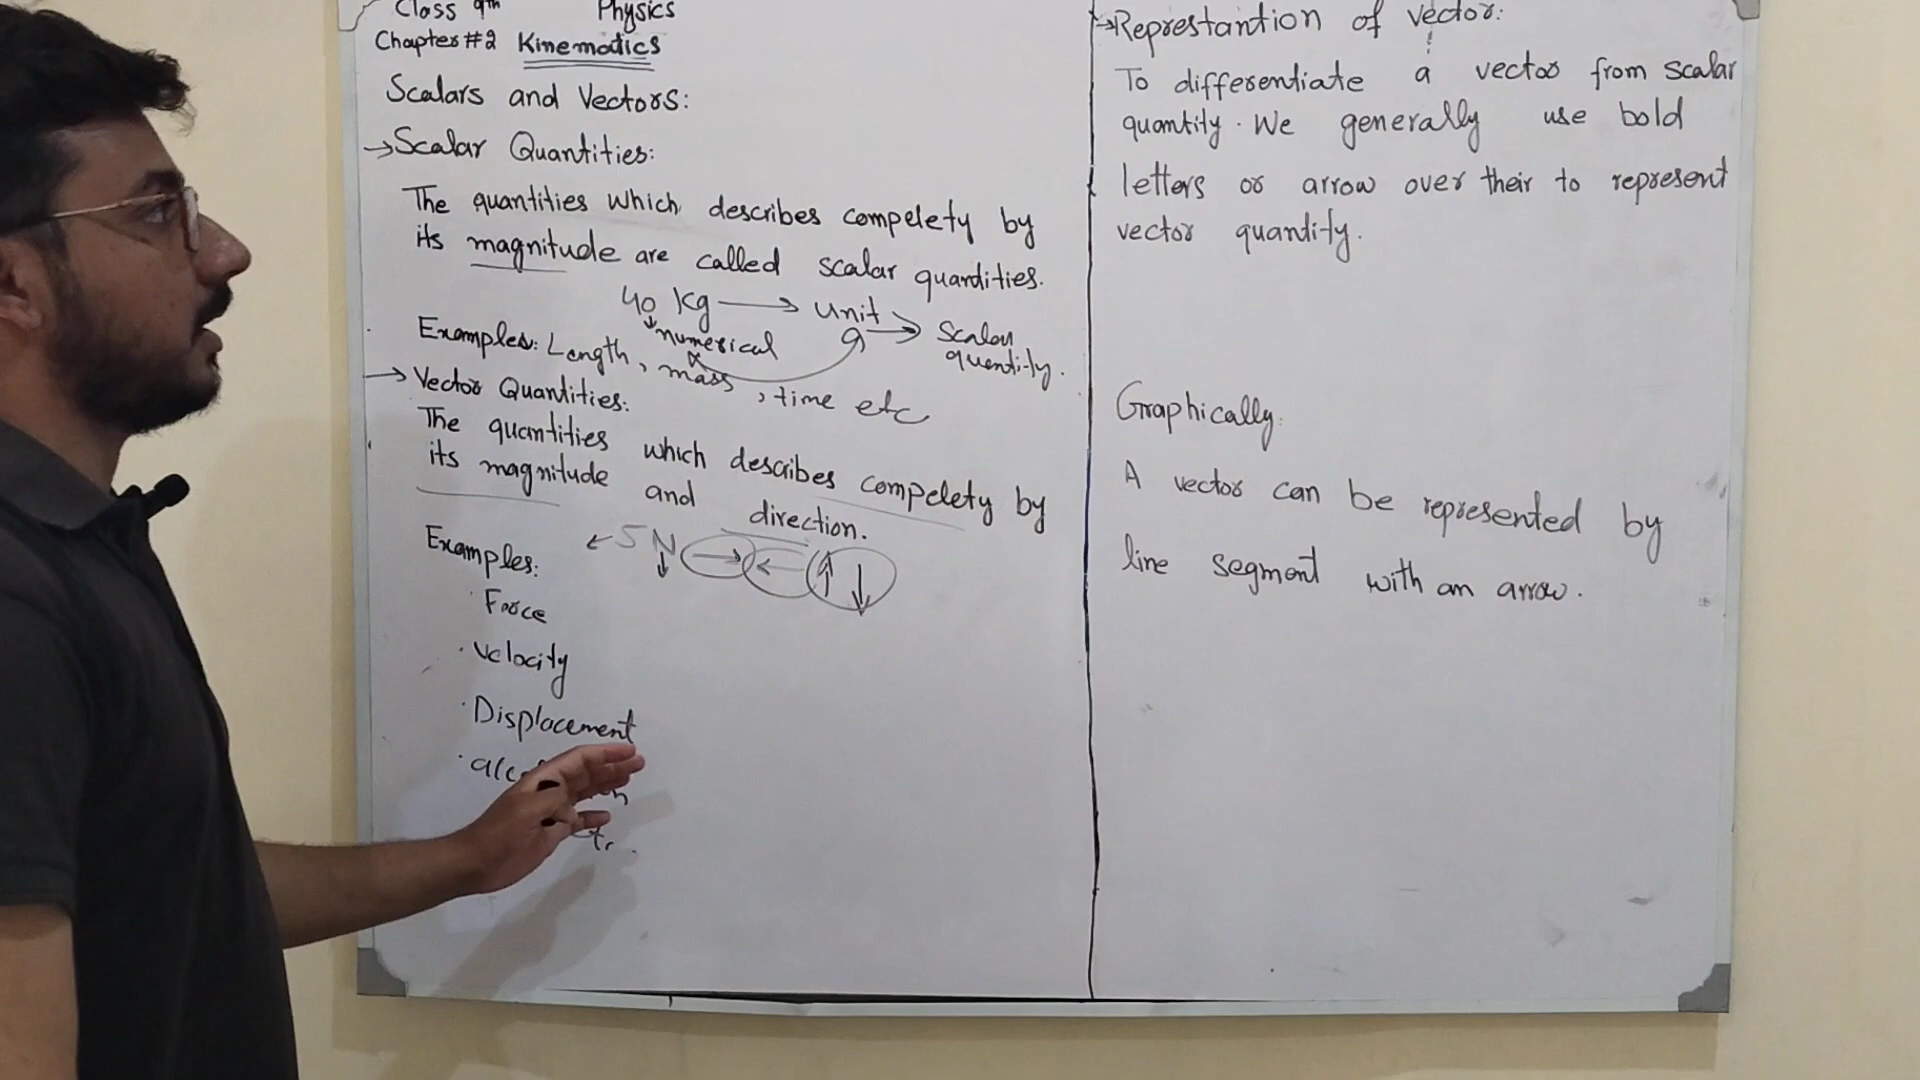 Class 9th Physics
Chapter #2 Kinematics
Scalars and Vectors:
→Scalar Quantities:
The quantities which describes compelety by
its magnitude are called scalar quantities.
40 kg → unit → Scalar quantity.
numerical
Examples: Length, mass, time etc
→Vector Quantities:
The quantities which describes compelety by
its magnitude and direction.
Examples: ← 5 N → ← ↑ ↓
· Force
· Velocity
· Displacement
→Represtantion of vector:
To differentiate a vector from scalar
quantity. We generally use bold
letters or arrow over their to represent
vector quantity.
Graphically:
A vector can be represented by
line segment with an arrow.